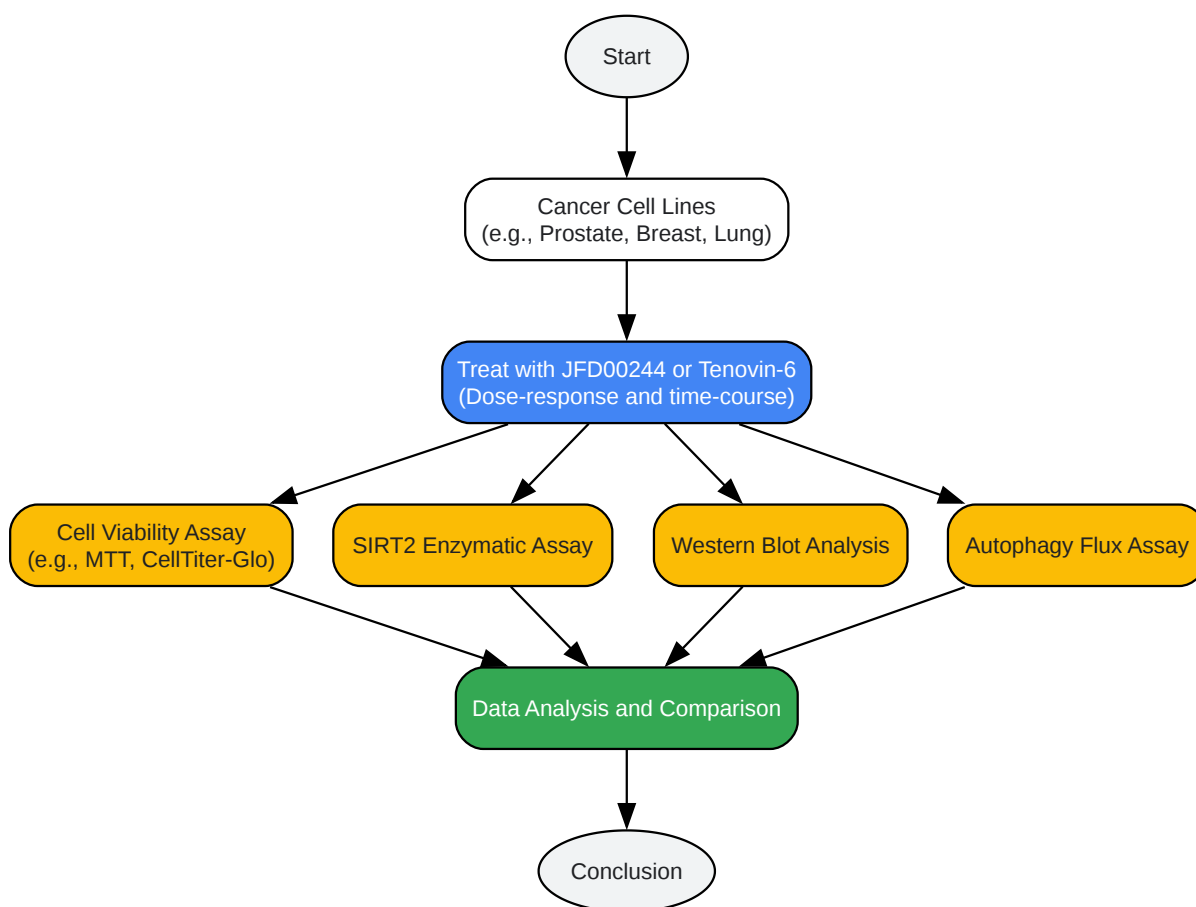 Start
Cancer Cell Lines
(e.g., Prostate, Breast, Lung)
Treat with JFD00244 or Tenovin-6
(Dose-response and time-course)
Cell Viability Assay
(e.g., MTT, CellTiter-Glo)
SIRT2 Enzymatic Assay
Western Blot Analysis
Autophagy Flux Assay
Data Analysis and Comparison
Conclusion